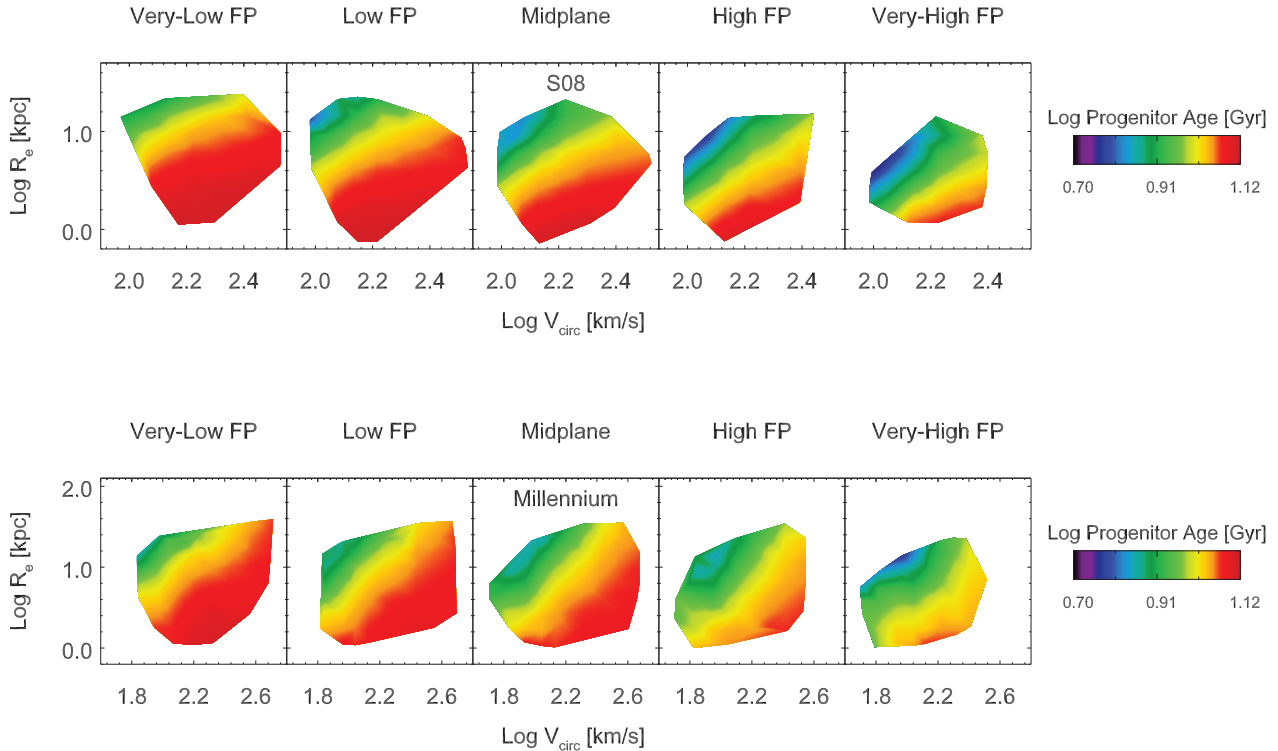 Very-Low FP Low FP Midplane High FP Very-High FP
S08
Log R_e [kpc]
1.0
0.0
2.0 2.2 2.4 2.0 2.2 2.4 2.0 2.2 2.4 2.0 2.2 2.4 2.0 2.2 2.4
Log V_circ [km/s]
Log Progenitor Age [Gyr]
0.70 0.91 1.12
Very-Low FP Low FP Midplane High FP Very-High FP
Millennium
Log R_e [kpc]
2.0
1.0
0.0
1.8 2.2 2.6 1.8 2.2 2.6 1.8 2.2 2.6 1.8 2.2 2.6 1.8 2.2 2.6
Log V_circ [km/s]
Log Progenitor Age [Gyr]
0.70 0.91 1.12